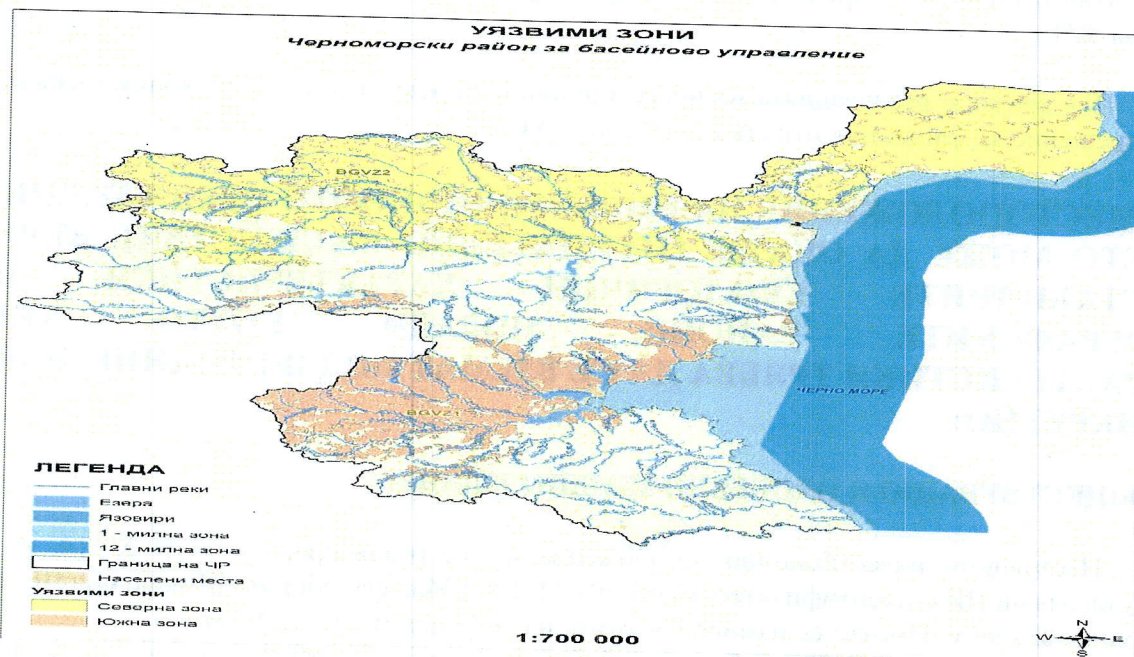 УЯЗВИМИ ЗОНИ
Черноморски район за басейново управление
BGVZ2
ЧЕРНО МОРЕ
BGVZ1
ЛЕГЕНДА
Главни реки
Езера
Язовири
1 - милна зона
12 - милна зона
Граница на ЧР
Населени места
Уязвими зони
Северна зона
Южна зона
1:700 000
N
W E
S